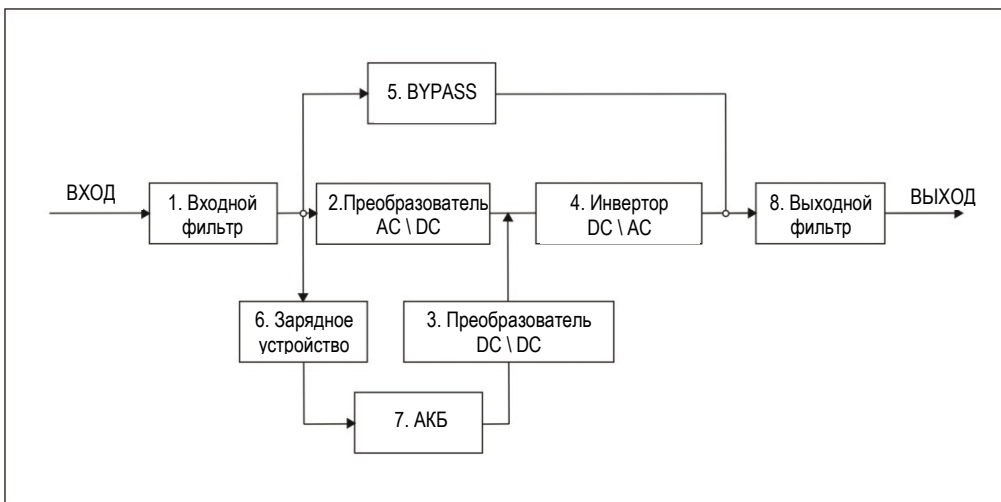 5. BYPASS
ВХОД
1. Входной
фильтр
2.Преобразователь
AC \ DC
4. Инвертор
DC \ AC
8. Выходной
фильтр
ВЫХОД
6. Зарядное
устройство
3. Преобразователь
DC \ DC
7. АКБ